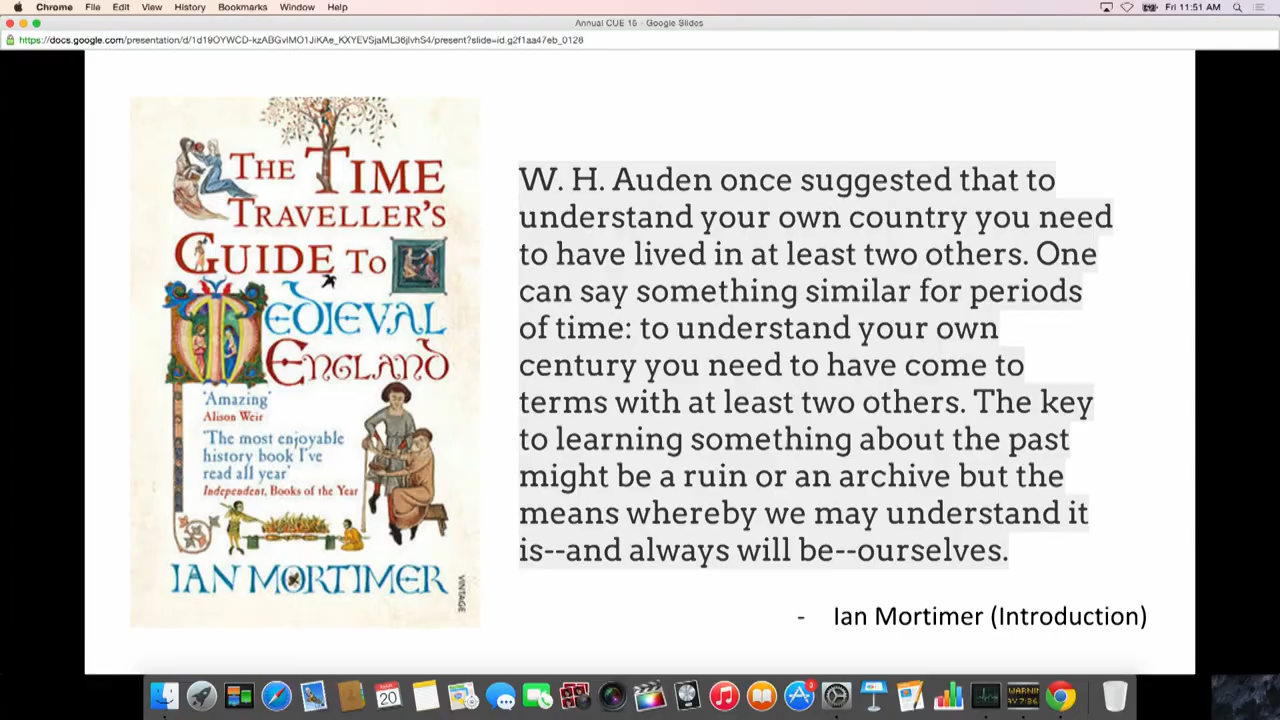 Chrome File Edit View History Bookmarks Window Help
Fri 11:51 AM
Annual CUE 15 - Google Slides
THE TIME
TRAVELLER'S
GUIDE TO
MEDIEVAL
ENGLAND
'Amazing'
Alison Weir
'The most enjoyable
history book I've
read all year'
Independent, Books of the Year
IAN MORTIMER
VINTAGE
W. H. Auden once suggested that to
understand your own country you need
to have lived in at least two others. One
can say something similar for periods
of time: to understand your own
century you need to have come to
terms with at least two others. The key
to learning something about the past
might be a ruin or an archive but the
means whereby we may understand it
is--and always will be--ourselves.
- Ian Mortimer (Introduction)
20
3
WARNIN